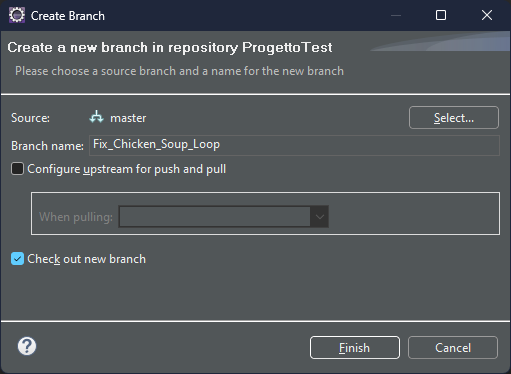 Create Branch
Create a new branch in repository ProgettoTest
Please choose a source branch and a name for the new branch
Source: master Select...
Branch name: Fix_Chicken_Soup_Loop
Configure upstream for push and pull
When pulling:
Check out new branch
? Finish Cancel